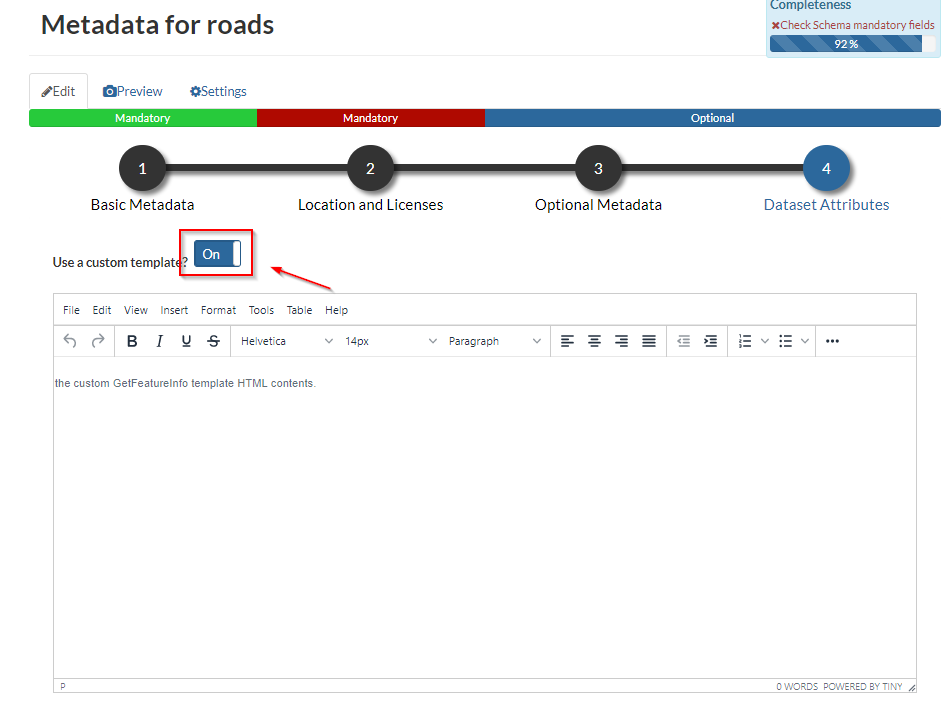 Completeness
Metadata for roads
Check Schema mandatory fields
92%
Edit Preview Settings
Mandatory Mandatory Optional
1 2 3 4
Basic Metadata Location and Licenses Optional Metadata Dataset Attributes
Use a custom template? On
File Edit View Insert Format Tools Table Help
B I U S Helvetica 14px Paragraph
the custom GetFeatureInfo template HTML contents.
P 0 WORDS POWERED BY TINY